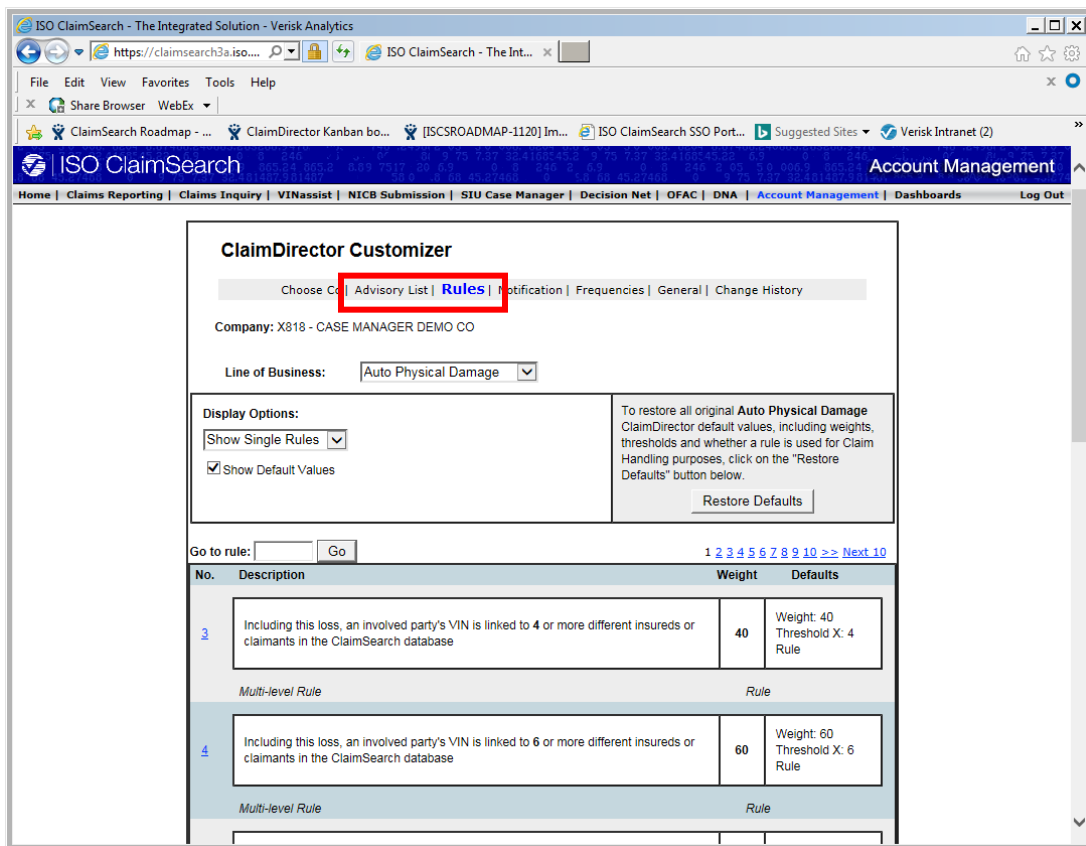 ISO ClaimSearch - The Integrated Solution - Verisk Analytics
https://claimsearch3a.iso.... ISO ClaimSearch - The Int...
File Edit View Favorites Tools Help
Share Browser WebEx
ClaimSearch Roadmap - ... ClaimDirector Kanban bo... [ISCSROADMAP-1120] Im... ISO ClaimSearch SSO Port... Suggested Sites Verisk Intranet (2) »
ISO ClaimSearch Account Management
Home | Claims Reporting | Claims Inquiry | VINassist | NICB Submission | SIU Case Manager | Decision Net | OFAC | DNA | Account Management | Dashboards Log Out
ClaimDirector Customizer
Choose Co| Advisory List | Rules | Notification | Frequencies | General | Change History
Company: X818 - CASE MANAGER DEMO CO
Line of Business: Auto Physical Damage
Display Options:
Show Single Rules
Show Default Values
To restore all original Auto Physical Damage
ClaimDirector default values, including weights,
thresholds and whether a rule is used for Claim
Handling purposes, click on the "Restore
Defaults" button below.
Restore Defaults
Go to rule: Go 1 2 3 4 5 6 7 8 9 10 >> Next 10
No. Description Weight Defaults
3 Including this loss, an involved party's VIN is linked to 4 or more different insureds or
claimants in the ClaimSearch database
40
Weight: 40
Threshold X: 4
Rule
Multi-level Rule Rule
4 Including this loss, an involved party's VIN is linked to 6 or more different insureds or
claimants in the ClaimSearch database
60
Weight: 60
Threshold X: 6
Rule
Multi-level Rule Rule